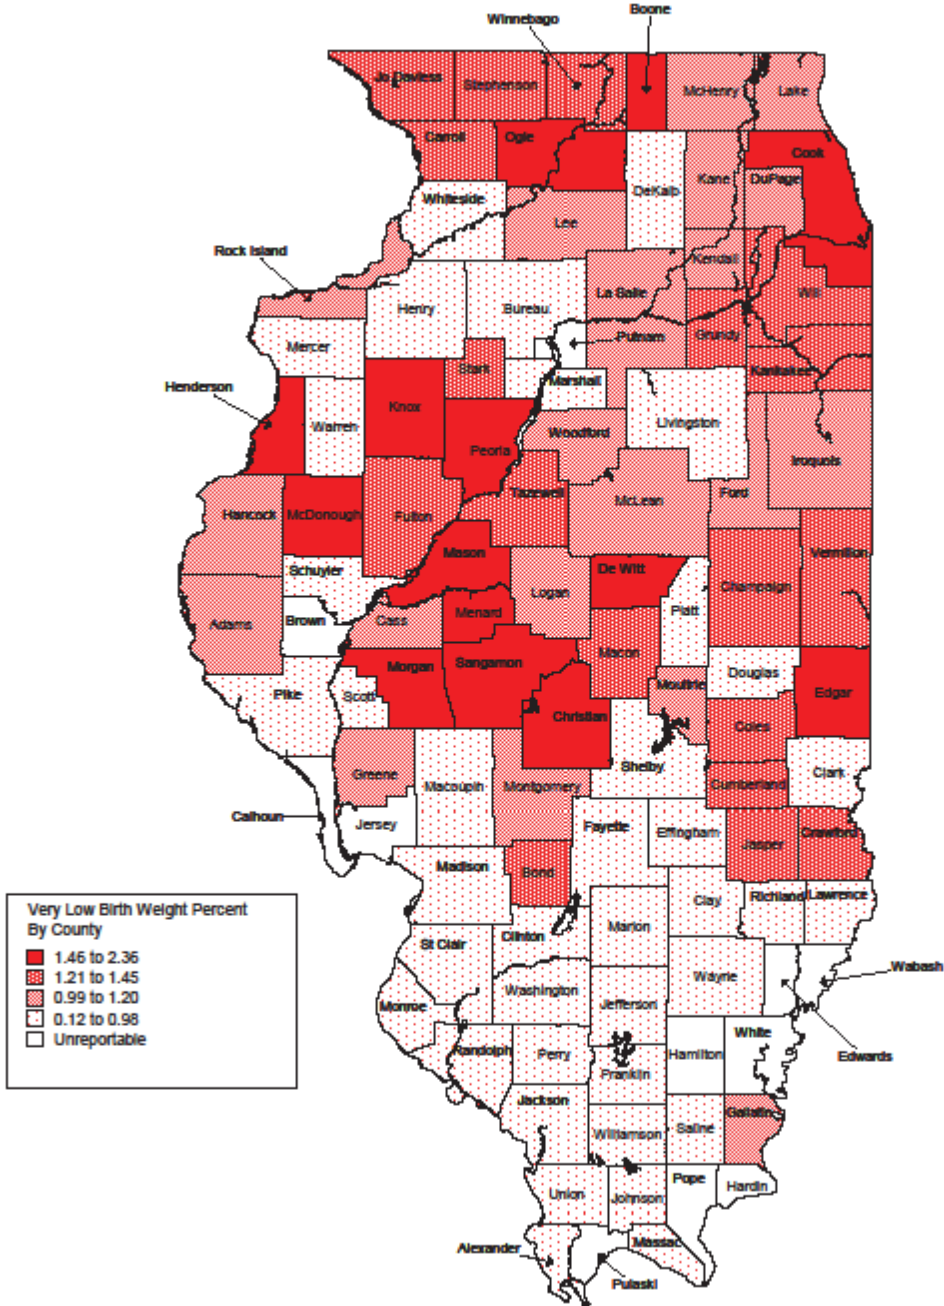 Winnebago
Boone
Jo Daviess
Stephenson
McHenry
Lake
Carroll
Ogle
Cook
DeKalb
Kane
DuPage
Whiteside
Lee
Rock Island
Kendall
La Salle
Will
Henry
Bureau
Grundy
Putnam
Mercer
Stark
Kankakee
Marshall
Henderson
Knox
Warren
Livingston
Woodford
Peoria
Iroquois
Tazewell
McLean
Ford
Hancock
McDonough
Fulton
Mason
Vermilion
De Witt
Schuyler
Champaign
Logan
Piatt
Menard
Brown
Cass
Adams
Macon
Morgan
Sangamon
Douglas
Moultrie
Edgar
Pike
Scott
Christian
Coles
Shelby
Clark
Greene
Macoupin
Montgomery
Cumberland
Calhoun
Jersey
Fayette
Effingham
Jasper
Crawford
Madison
Bond
Richland
Lawrence
Clay
Very Low Birth Weight Percent
By County
1.46 to 2.36
1.21 to 1.45
0.99 to 1.20
0.12 to 0.98
Unreportable
Marion
Clinton
St Clair
Wabash
Wayne
Washington
Jefferson
Monroe
White
Randolph
Perry
Hamilton
Edwards
Franklin
Jackson
Gallatin
Saline
Williamson
Pope
Hardin
Union
Johnson
Massac
Alexander
Pulaski